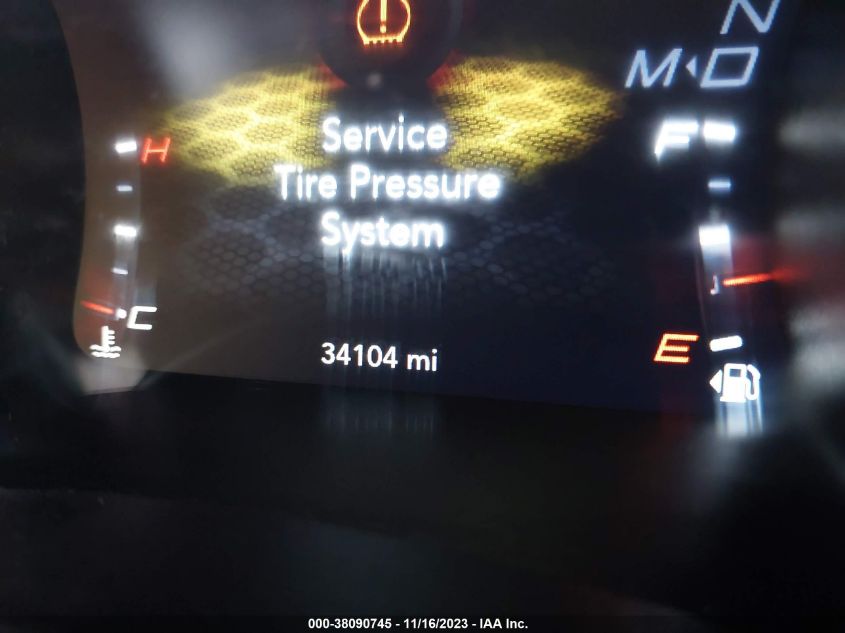 N
M D
H
F
Service
Tire Pressure
System
C
34104 mi
E
000-38090745 - 11/16/2023 - IAA Inc.